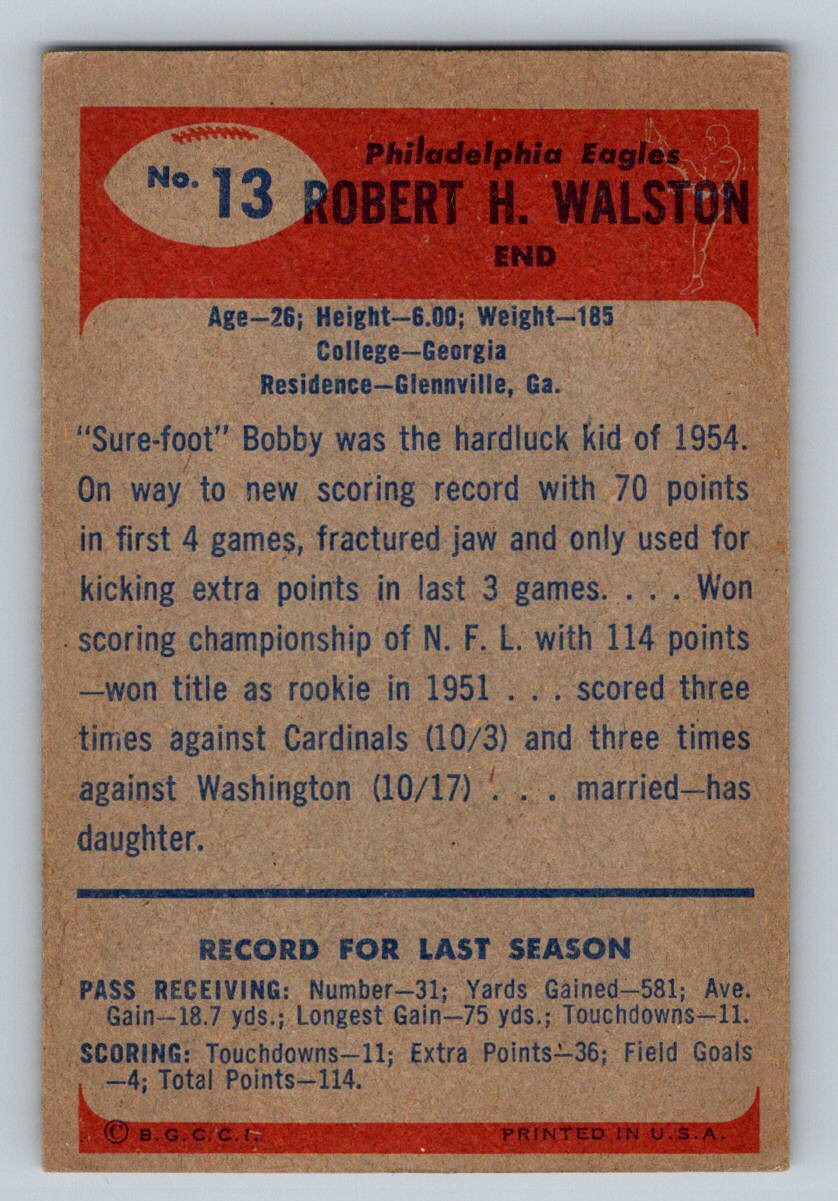 No. 13
Philadelphia Eagles
ROBERT H. WALSTON
END
Age—26; Height—6.00; Weight—185
College—Georgia
Residence—Glennville, Ga.
"Sure-foot" Bobby was the hardluck kid of 1954.
On way to new scoring record with 70 points
in first 4 games, fractured jaw and only used for
kicking extra points in last 3 games. . . . Won
scoring championship of N. F. L. with 114 points
—won title as rookie in 1951 . . . scored three
times against Cardinals (10/3) and three times
against Washington (10/17) . . . married—has
daughter.
RECORD FOR LAST SEASON
PASS RECEIVING: Number—31; Yards Gained—581; Ave.
Gain—18.7 yds.; Longest Gain—75 yds.; Touchdowns—11.
SCORING: Touchdowns—11; Extra Points—36; Field Goals
—4; Total Points—114.
© B.G.C.C.I. PRINTED IN U.S.A.